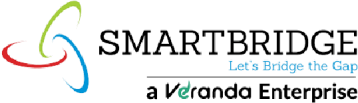 SMARTBRIDGE
Let's Bridge the Gap
a Veranda Enterprise